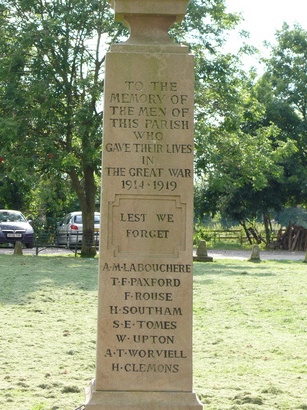 TO THE
MEMORY OF
THE MEN OF
THIS PARISH
WHO
GAVE THEIR LIVES
IN
THE GREAT WAR
1914·1919
LEST WE
FORGET
A·M·LABOUCHERE
T·F·PAXFORD
F·ROUSE
H·SOUTHAM
S·E·TOMES
W·UPTON
A·T·WORVIELL
H·CLEMONS